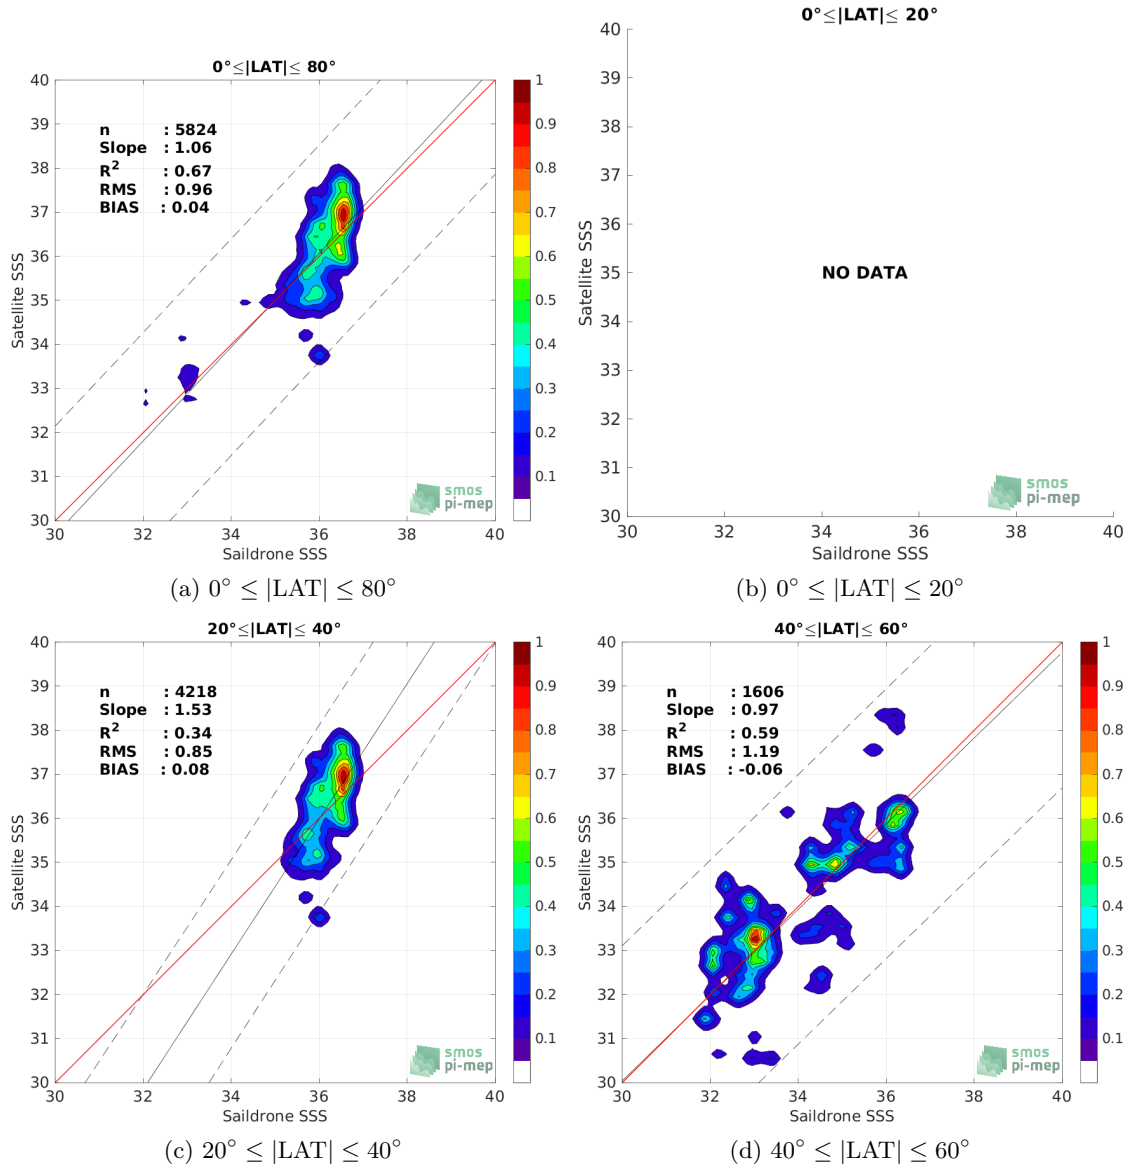 0°≤|LAT|≤ 80°
40
39
38
37
36
35
34
33
32
31
30
Satellite SSS
n : 5824
Slope : 1.06
R² : 0.67
RMS : 0.96
BIAS : 0.04
30 32 34 36 38 40
Saildrone SSS
1
0.9
0.8
0.7
0.6
0.5
0.4
0.3
0.2
0.1
smos
pi-mep
(a) 0° ≤ |LAT| ≤ 80°
0°≤|LAT|≤ 20°
40
39
38
37
36
35
34
33
32
31
30
Satellite SSS
NO DATA
smos
pi-mep
30 32 34 36 38 40
Saildrone SSS
(b) 0° ≤ |LAT| ≤ 20°
20°≤|LAT|≤ 40°
40
39
38
37
36
35
34
33
32
31
30
Satellite SSS
n : 4218
Slope : 1.53
R² : 0.34
RMS : 0.85
BIAS : 0.08
30 32 34 36 38 40
Saildrone SSS
1
0.9
0.8
0.7
0.6
0.5
0.4
0.3
0.2
0.1
smos
pi-mep
(c) 20° ≤ |LAT| ≤ 40°
40°≤|LAT|≤ 60°
40
39
38
37
36
35
34
33
32
31
30
Satellite SSS
n : 1606
Slope : 0.97
R² : 0.59
RMS : 1.19
BIAS : -0.06
30 32 34 36 38 40
Saildrone SSS
1
0.9
0.8
0.7
0.6
0.5
0.4
0.3
0.2
0.1
smos
pi-mep
(d) 40° ≤ |LAT| ≤ 60°